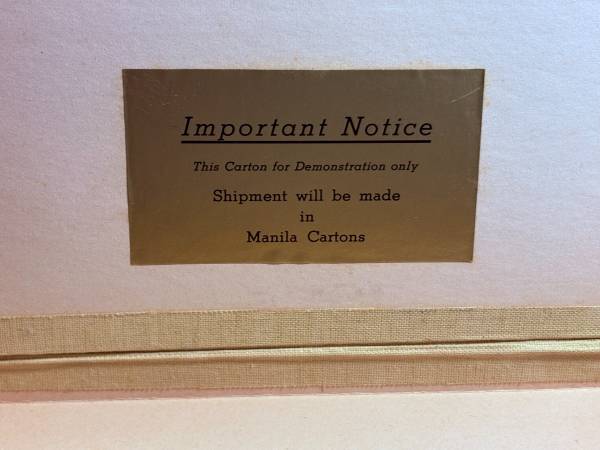 Important Notice
This Carton for Demonstration only
Shipment will be made
in
Manila Cartons